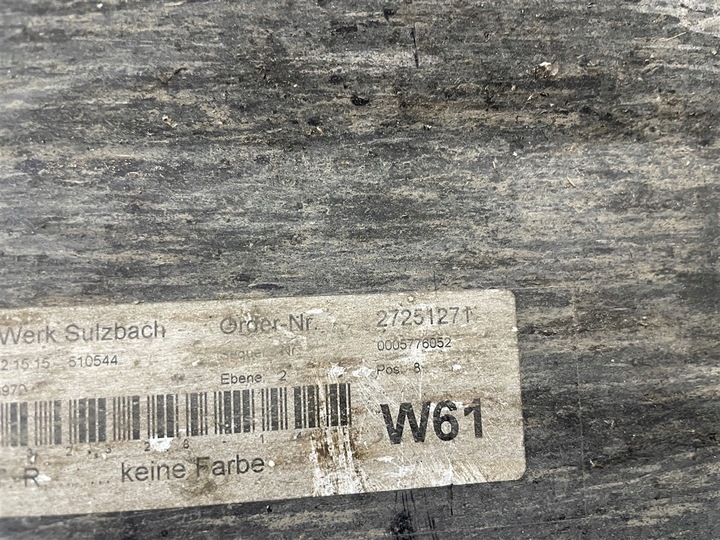 Werk Sulzbach Order-Nr. 27251271
2 15:15 510544 0005776052
Ebene 2 Pos. 8
W61
R. ... keine Farbe